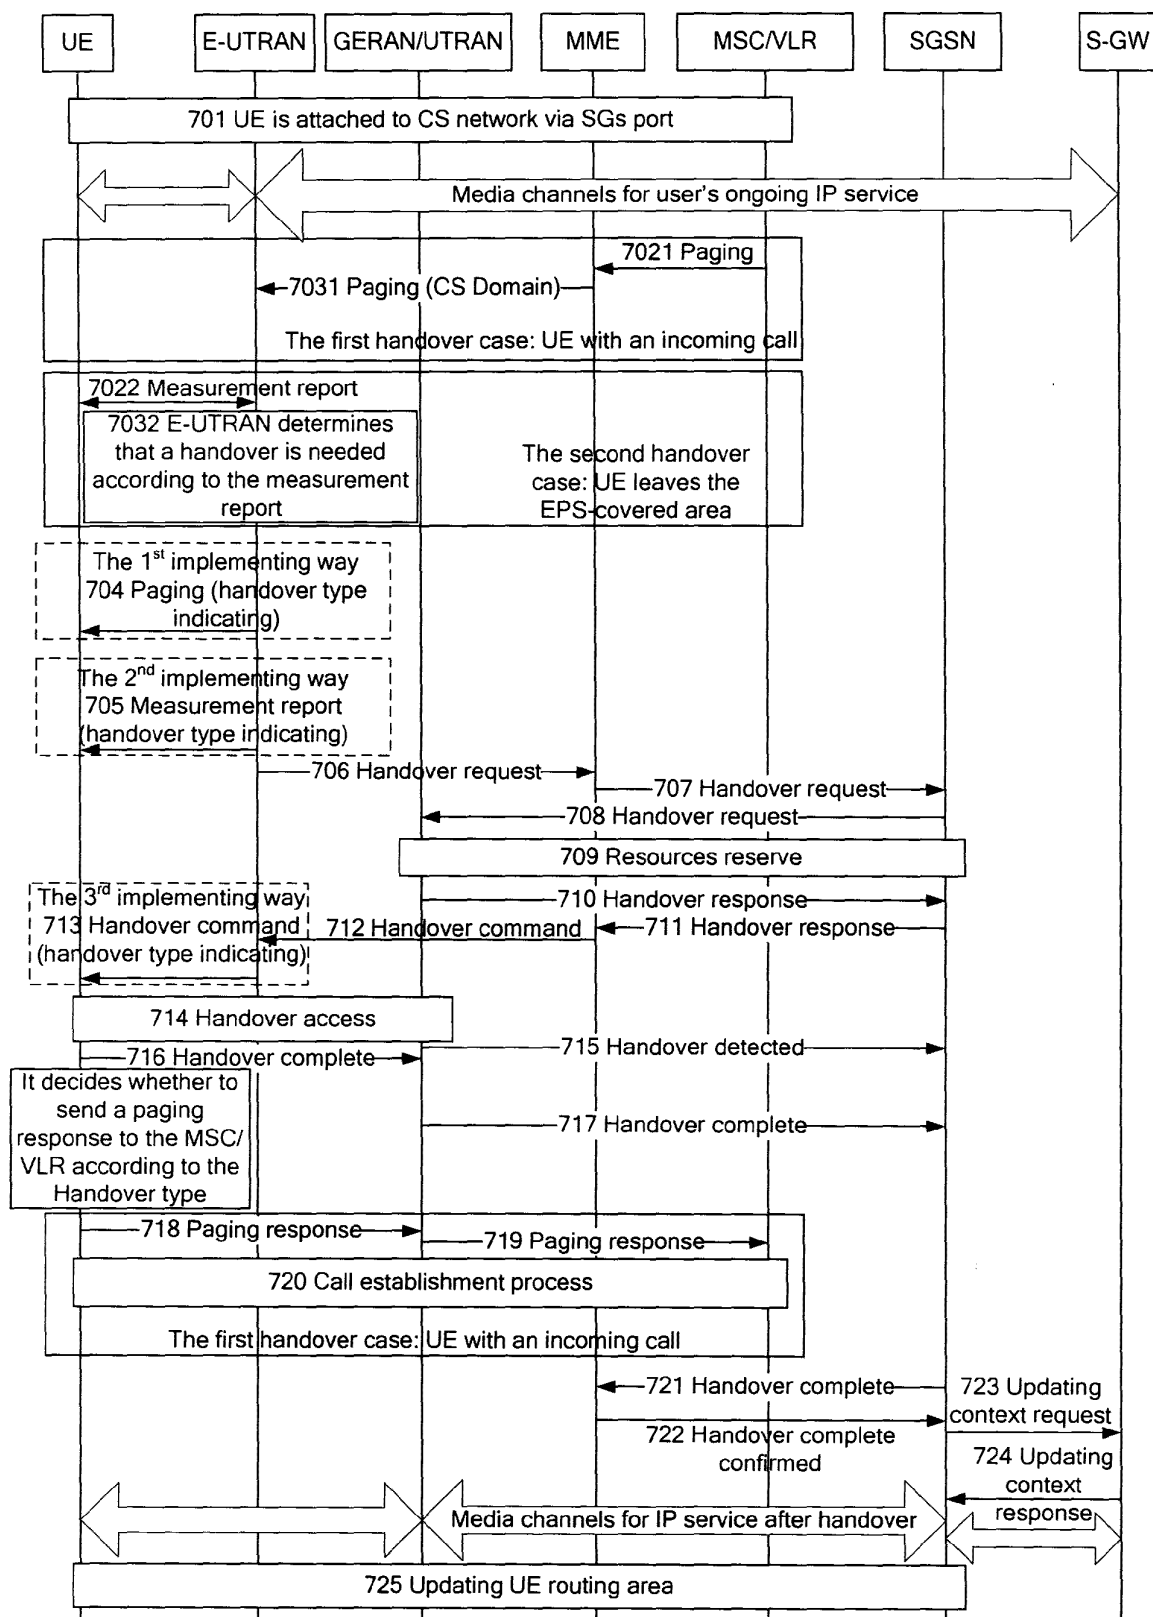 UE
E-UTRAN
GERAN/UTRAN
MME
MSC/VLR
SGSN
S-GW
701 UE is attached to CS network via SGs port
Media channels for user's ongoing IP service
7021 Paging
7031 Paging (CS Domain)
The first handover case: UE with an incoming call
7022 Measurement report
7032 E-UTRAN determines
that a handover is needed
according to the measurement
report
The second handover
case: UE leaves the
EPS-covered area
The 1st implementing way
704 Paging (handover type
indicating)
The 2nd implementing way
705 Measurement report
(handover type indicating)
706 Handover request
707 Handover request
708 Handover request
709 Resources reserve
The 3rd implementing way
713 Handover command
(handover type indicating)
710 Handover response
712 Handover command
711 Handover response
714 Handover access
716 Handover complete
715 Handover detected
It decides whether to
send a paging
response to the MSC/
VLR according to the
Handover type
717 Handover complete
718 Paging response
719 Paging response
720 Call establishment process
The first handover case: UE with an incoming call
721 Handover complete
723 Updating
context request
722 Handover complete
confirmed
724 Updating
context
response
Media channels for IP service after handover
725 Updating UE routing area